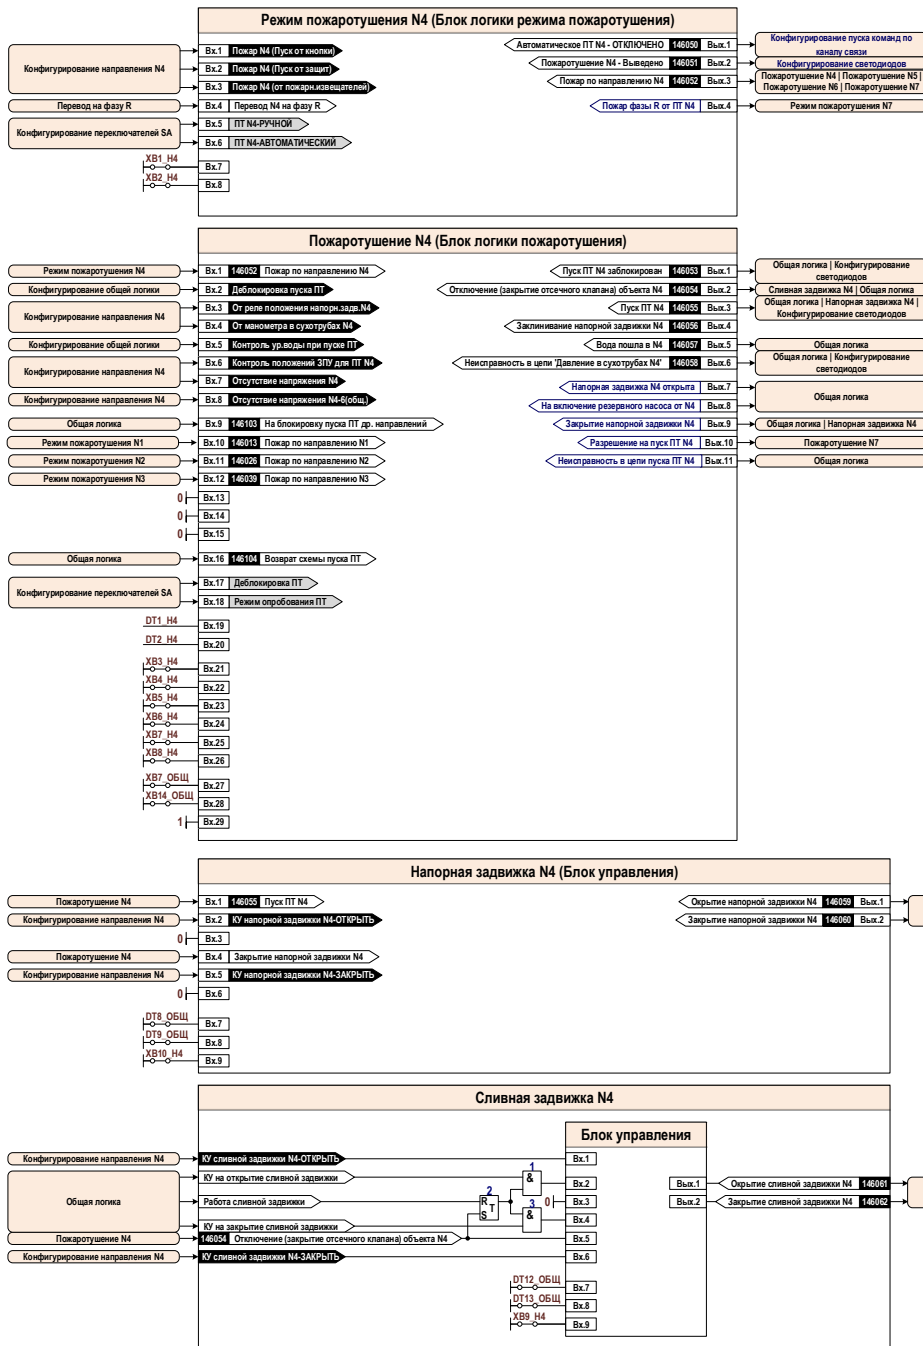 Режим пожаротушения N4 (Блок логики режима пожаротушения)
Конфигурирование направления N4
Вх.1 Пожар N4 (Пуск от кнопки)
Вх.2 Пожар N4 (Пуск от защит)
Вх.3 Пожар N4 (от пожарн.извещателей)
Перевод на фазу R
Вх.4 Перевод N4 на фазу R
Конфигурирование переключателей SA
Вх.5 ПТ N4-РУЧНОЙ
Вх.6 ПТ N4-АВТОМАТИЧЕСКИЙ
XB1_Н4 Вх.7
XB2_Н4 Вх.8
Автоматическое ПТ N4 - ОТКЛЮЧЕНО 146050 Вых.1
Конфигурирование пуска команд по
каналу связи
Пожаротушение N4 - Выведено 146051 Вых.2
Конфигурирование светодиодов
Пожар по направлению N4 146052 Вых.3
Пожаротушение N4 | Пожаротушение N5 |
Пожаротушение N6 | Пожаротушение N7
Пожар фазы R от ПТ N4 Вых.4
Режим пожаротушения N7
Пожаротушение N4 (Блок логики пожаротушения)
Режим пожаротушения N4
Вх.1 146052 Пожар по направлению N4
Конфигурирование общей логики
Вх.2 Деблокировка пуска ПТ
Конфигурирование направления N4
Вх.3 От реле положения напорн.задв.N4
Вх.4 От манометра в сухотрубах N4
Конфигурирование общей логики
Вх.5 Контроль ур.воды при пуске ПТ
Конфигурирование направления N4
Вх.6 Контроль положений ЗПУ для ПТ N4
Вх.7 Отсутствие напряжения N4
Конфигурирование направления N4
Вх.8 Отсутствие напряжения N4-6(общ.)
Общая логика
Вх.9 146103 На блокировку пуска ПТ др. направлений
Режим пожаротушения N1
Вх.10 146013 Пожар по направлению N1
Режим пожаротушения N2
Вх.11 146026 Пожар по направлению N2
Режим пожаротушения N3
Вх.12 146039 Пожар по направлению N3
0 Вх.13
0 Вх.14
0 Вх.15
Общая логика
Вх.16 146104 Возврат схемы пуска ПТ
Конфигурирование переключателей SA
Вх.17 Деблокировка ПТ
Вх.18 Режим опробования ПТ
DT1_Н4 Вх.19
DT2_Н4 Вх.20
XB3_Н4 Вх.21
XB4_Н4 Вх.22
XB5_Н4 Вх.23
XB6_Н4 Вх.24
XB7_Н4 Вх.25
XB8_Н4 Вх.26
XB7_ОБЩ Вх.27
XB14_ОБЩ Вх.28
1 Вх.29
Пуск ПТ N4 заблокирован 146053 Вых.1
Общая логика | Конфигурирование
светодиодов
Отключение (закрытие отсечного клапана) объекта N4 146054 Вых.2
Сливная задвижка N4 | Общая логика
Пуск ПТ N4 146055 Вых.3
Общая логика | Напорная задвижка N4 |
Конфигурирование светодиодов
Заклинивание напорной задвижки N4 146056 Вых.4
Вода пошла в N4 146057 Вых.5
Общая логика
Неисправность в цепи 'Давление в сухотрубах N4' 146058 Вых.6
Общая логика | Конфигурирование
светодиодов
Напорная задвижка N4 открыта Вых.7
На включение резервного насоса от N4 Вых.8
Общая логика
Закрытие напорной задвижки N4 Вых.9
Общая логика | Напорная задвижка N4
Разрешение на пуск ПТ N4 Вых.10
Пожаротушение N7
Неисправность в цепи пуска ПТ N4 Вых.11
Общая логика
Напорная задвижка N4 (Блок управления)
Пожаротушение N4
Вх.1 146055 Пуск ПТ N4
Конфигурирование направления N4
Вх.2 КУ напорной задвижки N4-ОТКРЫТЬ
0 Вх.3
Пожаротушение N4
Вх.4 Закрытие напорной задвижки N4
Конфигурирование направления N4
Вх.5 КУ напорной задвижки N4-ЗАКРЫТЬ
0 Вх.6
DT8_ОБЩ Вх.7
DT9_ОБЩ Вх.8
XB10_Н4 Вх.9
Окрытие напорной задвижки N4 146059 Вых.1
Закрытие напорной задвижки N4 146060 Вых.2
Сливная задвижка N4
Блок управления
Конфигурирование направления N4
КУ сливной задвижки N4-ОТКРЫТЬ
Вх.1
Общая логика
КУ на открытие сливной задвижки
1
&
Вх.2
Работа сливной задвижки
2
R T
S
0 Вх.3
КУ на закрытие сливной задвижки
3
&
Вх.4
Пожаротушение N4
146054 Отключение (закрытие отсечного клапана) объекта N4
Вх.5
Конфигурирование направления N4
КУ сливной задвижки N4-ЗАКРЫТЬ
Вх.6
DT12_ОБЩ Вх.7
DT13_ОБЩ Вх.8
XB9_Н4 Вх.9
Вых.1 Окрытие сливной задвижки N4 146061
Вых.2 Закрытие сливной задвижки N4 146062